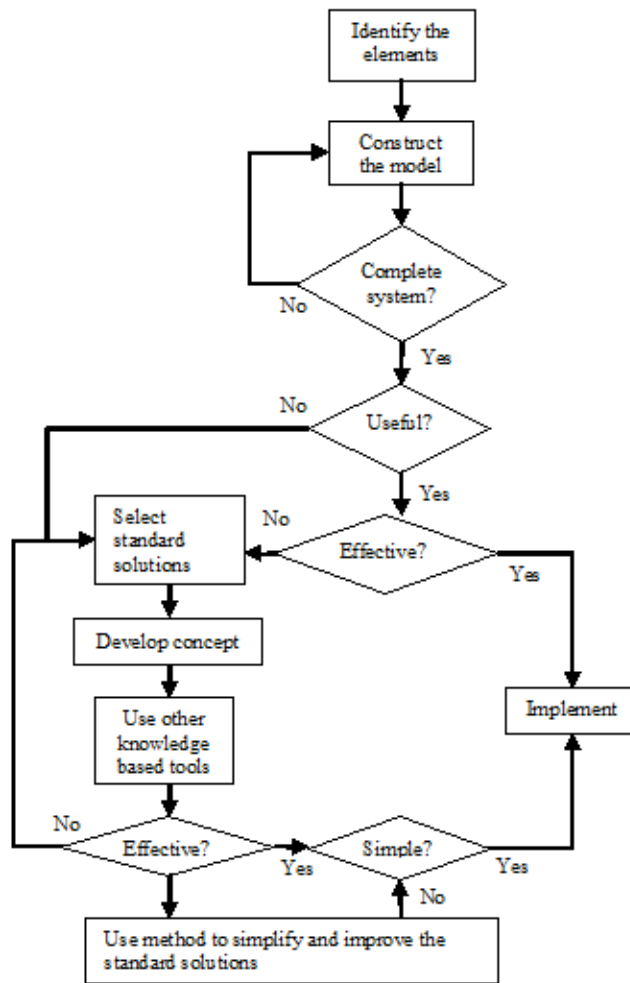 Identify the
elements
Construct
the model
Complete
system?
No
Yes
No
Useful?
Yes
Select
standard
solutions
No
Effective?
Yes
Develop concept
Use other
knowledge
based tools
Implement
No
Effective?
Yes
Simple?
Yes
No
Use method to simplify and improve the
standard solutions